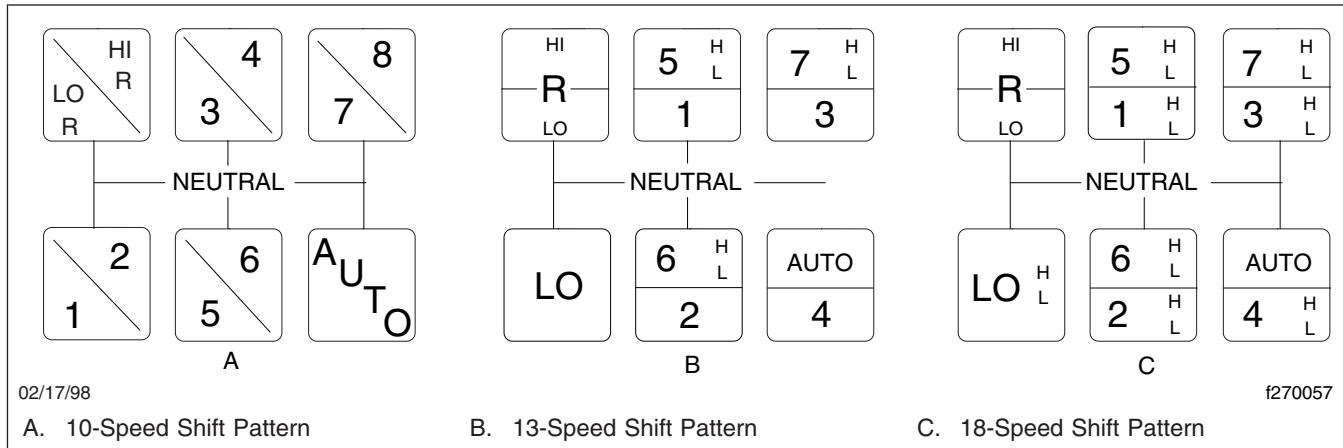 HI
R
LO
R
4
3
8
7
NEUTRAL
2
1
6
5
AUTO
A
HI
R
LO
5 H
L
1
7 H
L
3
NEUTRAL
LO
6 H
L
2
AUTO
4
B
HI
R
LO
5 H
L
1 H
L
7 H
L
3 H
L
NEUTRAL
LO H
L
6 H
L
2 H
L
AUTO
4 H
L
C
02/17/98
f270057
A. 10-Speed Shift Pattern
B. 13-Speed Shift Pattern
C. 18-Speed Shift Pattern